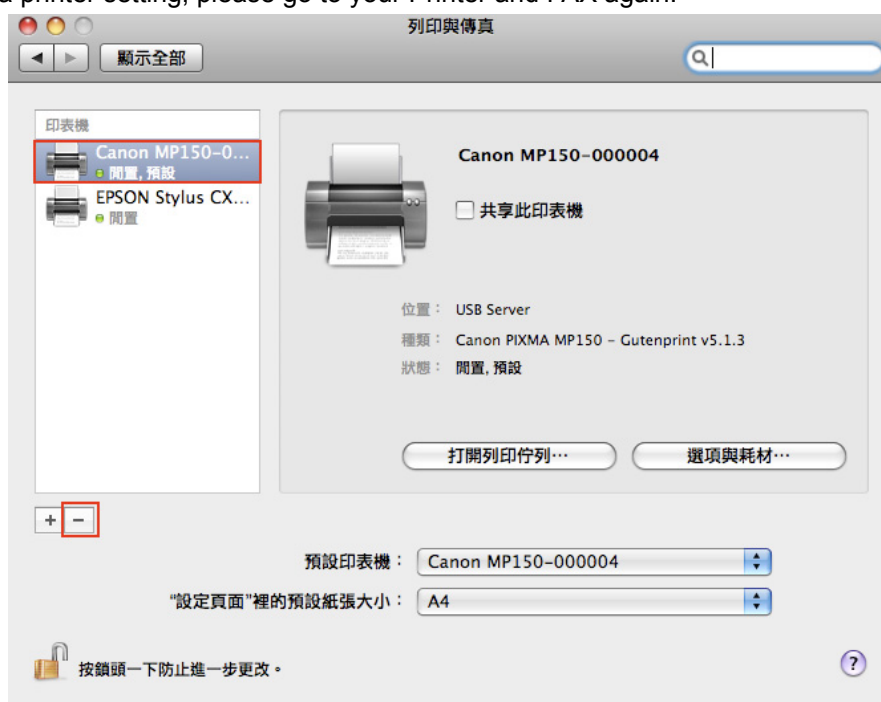 a printer setting, please go to your Printer and FAX again.
列印與傳真
顯示全部
印表機
Canon MP150-0...
閒置, 預設
EPSON Stylus CX...
閒置
Canon MP150-000004
共享此印表機
位置： USB Server
種類： Canon PIXMA MP150 – Gutenprint v5.1.3
狀態： 閒置, 預設
打開列印佇列⋯ 選項與耗材⋯
+ -
預設印表機： Canon MP150-000004
“設定頁面”裡的預設紙張大小： A4
按鎖頭一下防止進一步更改。 ?